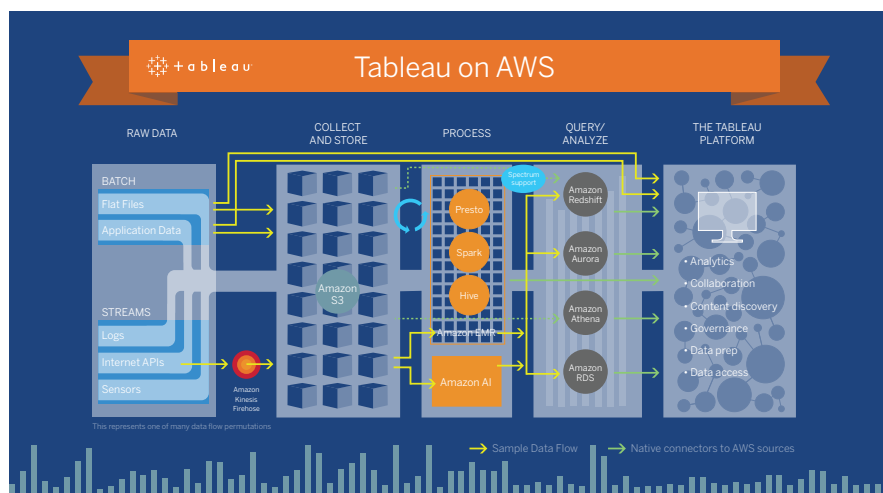 tableau
Tableau on AWS
RAW DATA
COLLECT
AND STORE
PROCESS
QUERY/
ANALYZE
THE TABLEAU
PLATFORM
BATCH
Flat Files
Application Data
STREAMS
Logs
Internet APIs
Sensors
Amazon
Kinesis
Firehose
Amazon
S3
Spectrum
support
Presto
Spark
Hive
Amazon EMR
Amazon AI
Amazon
Redshift
Amazon
Aurora
Amazon
Athena
Amazon
RDS
• Analytics
• Collaboration
• Content discovery
• Governance
• Data prep
• Data access
This represents one of many data flow permutations
Sample Data Flow
Native connectors to AWS sources